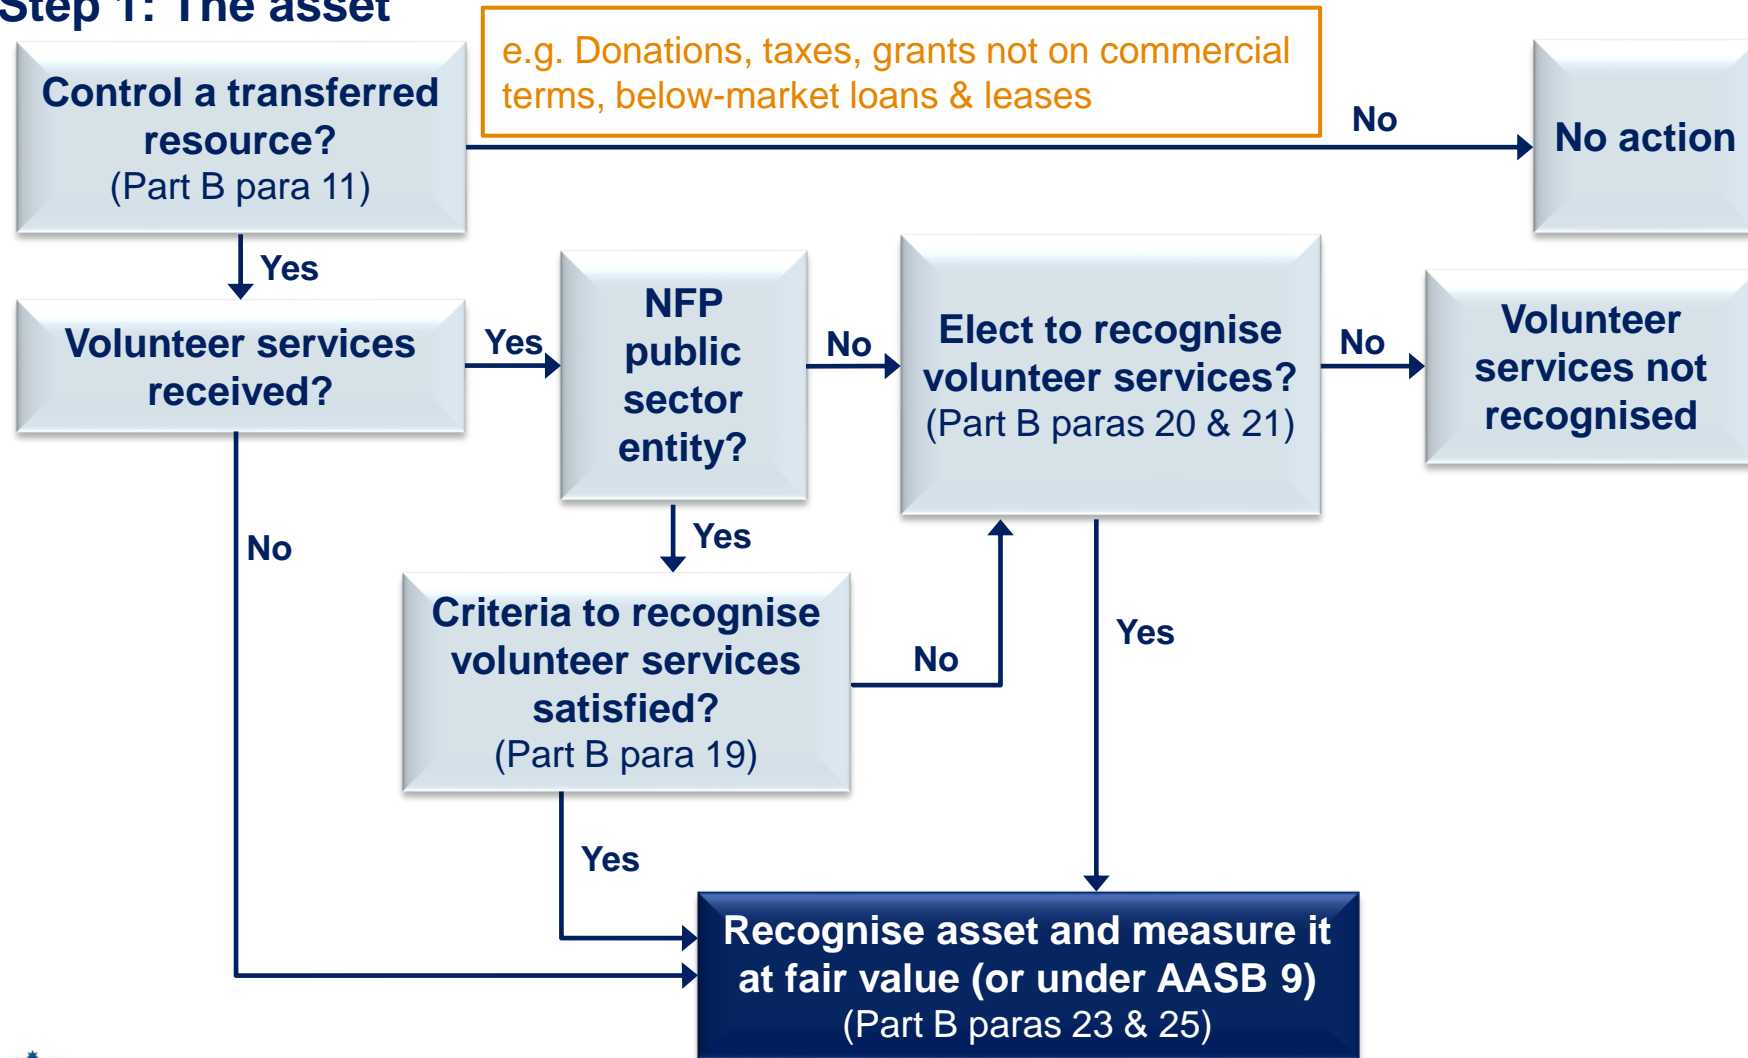 Step 1: The asset
e.g. Donations, taxes, grants not on commercial
terms, below-market loans & leases
Control a transferred
resource?
(Part B para 11)
No
No action
Yes
Volunteer services
received?
Yes
NFP
public
sector
entity?
No
Elect to recognise
volunteer services?
(Part B paras 20 & 21)
No
Volunteer
services not
recognised
No
Yes
Criteria to recognise
volunteer services
satisfied?
(Part B para 19)
No
Yes
Yes
Recognise asset and measure it
at fair value (or under AASB 9)
(Part B paras 23 & 25)